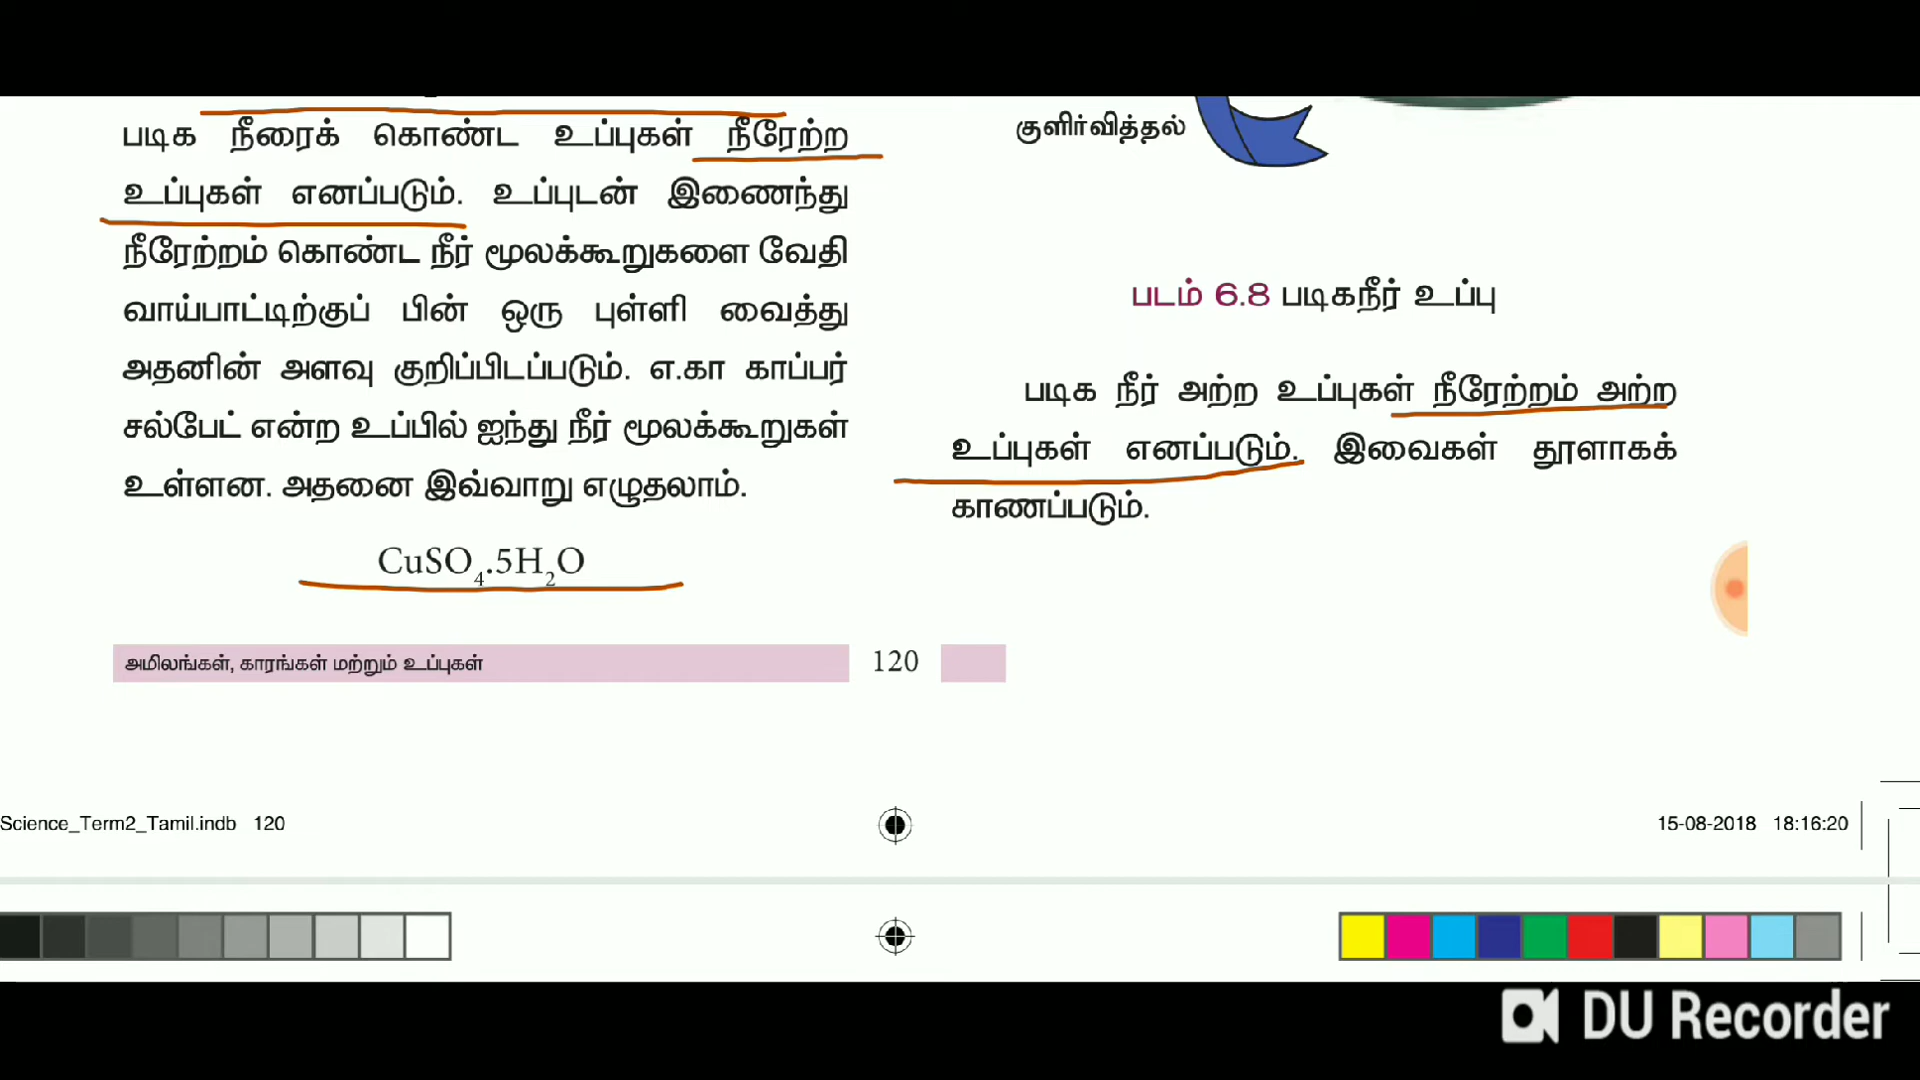 படிக நீரைக் கொண்ட உப்புகள் நீரேற்ற
உப்புகள் எனப்படும். உப்புடன் இணைந்து
நீரேற்றம் கொண்ட நீர் மூலக்கூறுகளை வேதி
வாய்பாட்டிற்குப் பின் ஒரு புள்ளி வைத்து
அதனின் அளவு குறிப்பிடப்படும். எ.கா காப்பர்
சல்பேட் என்ற உப்பில் ஐந்து நீர் மூலக்கூறுகள்
உள்ளன. அதனை இவ்வாறு எழுதலாம்.
CuSO₄.5H₂O
குளிர்வித்தல்
படம் 6.8 படிகநீர் உப்பு
படிக நீர் அற்ற உப்புகள் நீரேற்றம் அற்ற
உப்புகள் எனப்படும். இவைகள் தூளாகக்
காணப்படும்.
அமிலங்கள், காரங்கள் மற்றும் உப்புகள் 120
Science_Term2_Tamil.indb 120
15-08-2018 18:16:20
DU Recorder